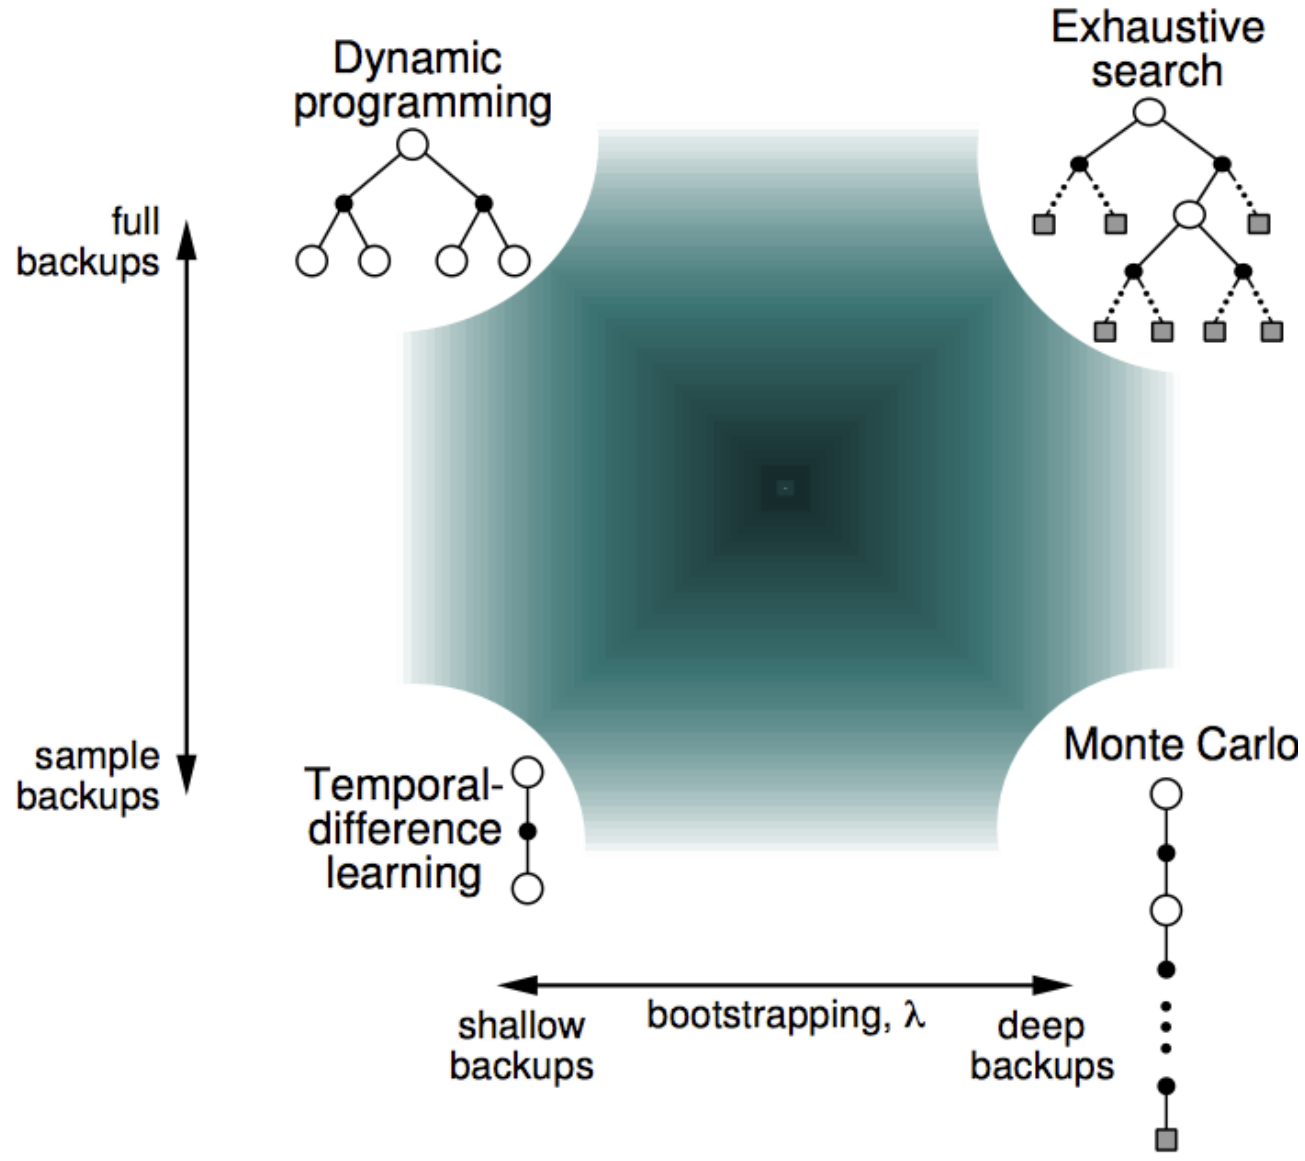 Dynamic
programming
Exhaustive
search
full
backups
sample
backups
Temporal-
difference
learning
Monte Carlo
bootstrapping, λ
shallow
backups
deep
backups